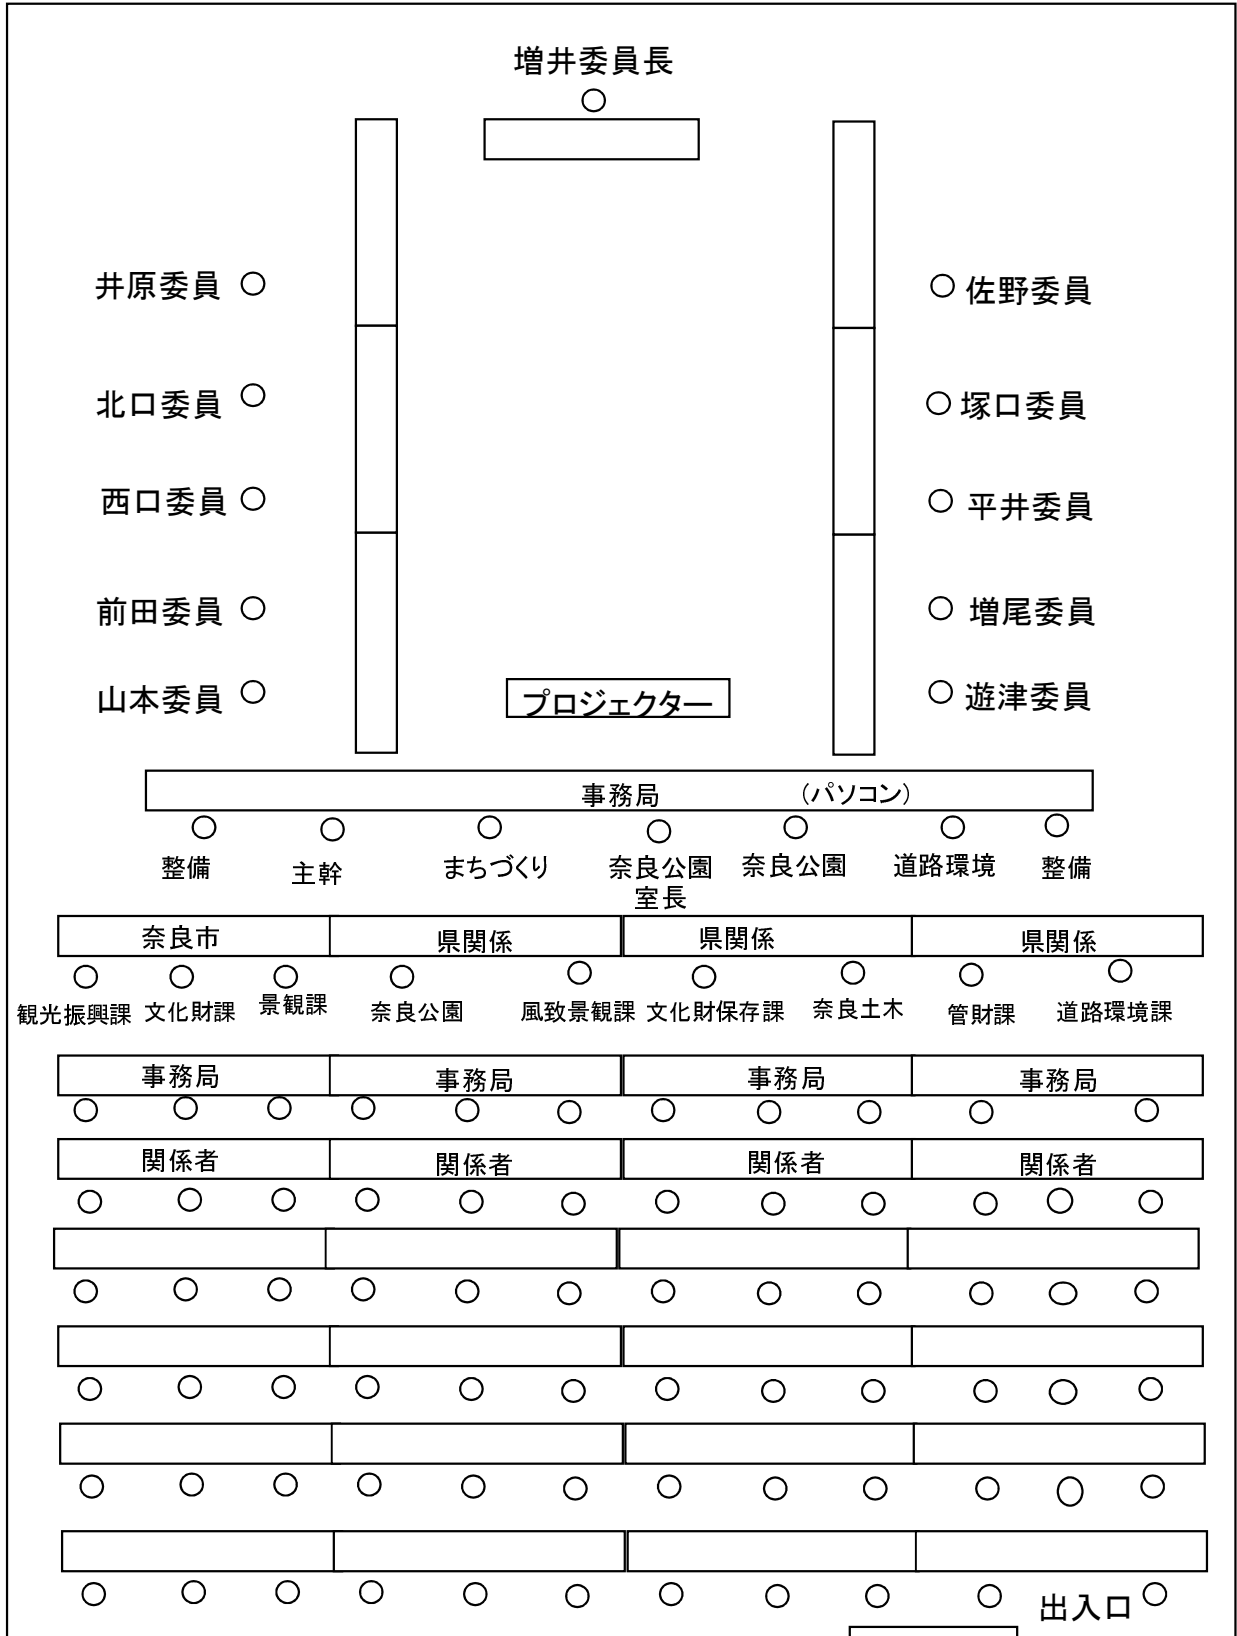 増井委員長
井原委員
佐野委員
北口委員
塚口委員
西口委員
平井委員
前田委員
増尾委員
山本委員
プロジェクター
遊津委員
事務局 (パソコン)
整備 主幹 まちづくり 奈良公園 奈良公園 道路環境 整備
室長
奈良市 県関係 県関係 県関係
観光振興課 文化財課 景観課 奈良公園 風致景観課 文化財保存課 奈良土木 管財課 道路環境課
事務局 事務局 事務局 事務局
関係者 関係者 関係者 関係者
出入口